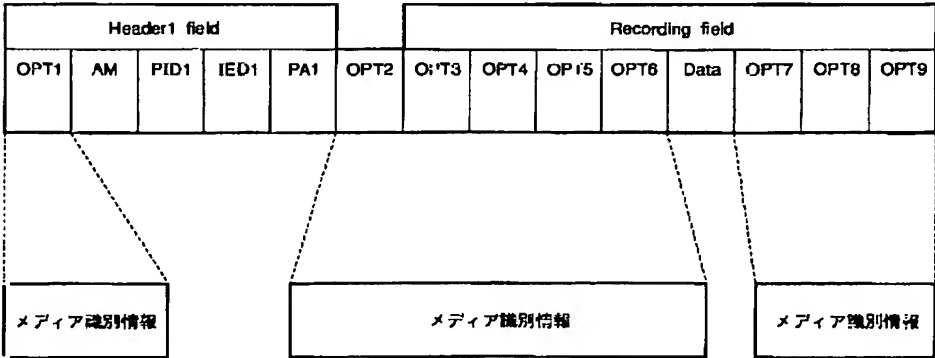 Header1 field Recording field
OPT1 AM PID1 IED1 PA1 OPT2 OPT3 OPT4 OPT5 OPT6 Data OPT7 OPT8 OPT9
メディア識別情報 メディア識別情報 メディア識別情報